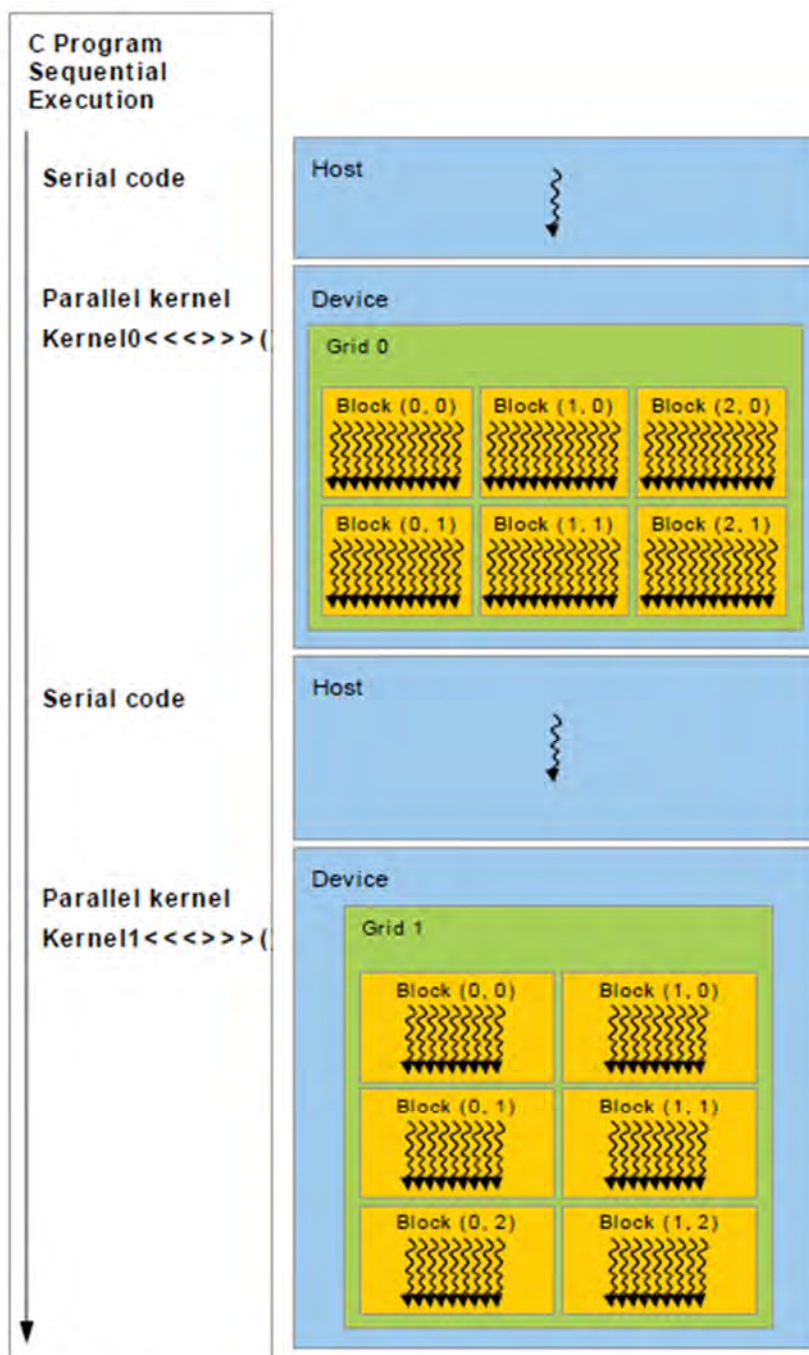 C Program
Sequential
Execution
Serial code
Host
Parallel kernel
Kernel0<<<>>>(
Device
Grid 0
Block (0, 0)
Block (1, 0)
Block (2, 0)
Block (0, 1)
Block (1, 1)
Block (2, 1)
Serial code
Host
Parallel kernel
Kernel1<<<>>>(
Device
Grid 1
Block (0, 0)
Block (1, 0)
Block (0, 1)
Block (1, 1)
Block (0, 2)
Block (1, 2)